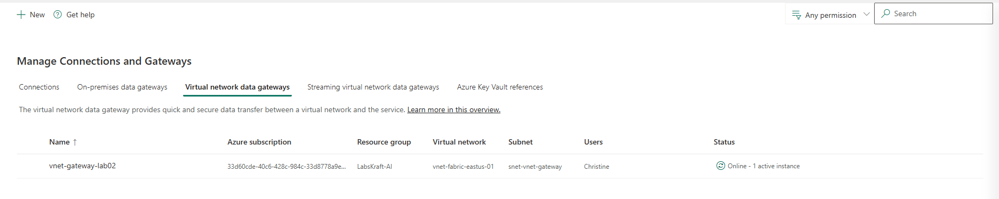 New Get help Any permission Search
Manage Connections and Gateways
Connections On-premises data gateways Virtual network data gateways Streaming virtual network data gateways Azure Key Vault references
The virtual network data gateway provides quick and secure data transfer between a virtual network and the service. Learn more in this overview.
Name ↑ Azure subscription Resource group Virtual network Subnet Users Status
vnet-gateway-lab02 33d60cde-40c6-428c-984c-33d8778a9e... LabsKraft-AI vnet-fabric-eastus-01 snet-vnet-gateway Christine Online - 1 active instance